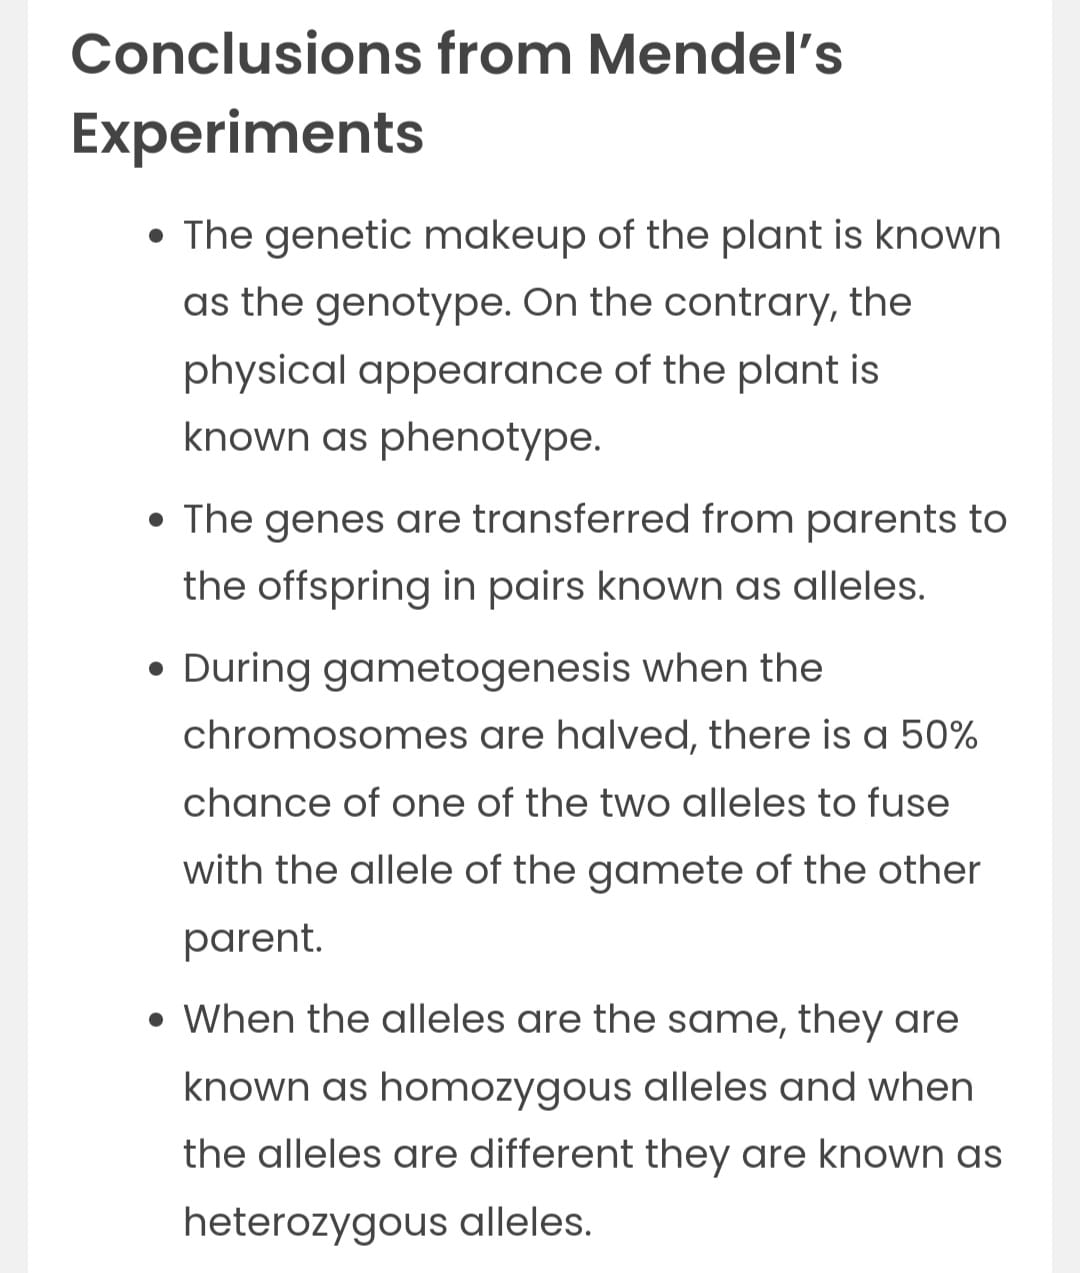 Conclusions from Mendel’s
Experiments
• The genetic makeup of the plant is known
as the genotype. On the contrary, the
physical appearance of the plant is
known as phenotype.
• The genes are transferred from parents to
the offspring in pairs known as alleles.
• During gametogenesis when the
chromosomes are halved, there is a 50%
chance of one of the two alleles to fuse
with the allele of the gamete of the other
parent.
• When the alleles are the same, they are
known as homozygous alleles and when
the alleles are different they are known as
heterozygous alleles.